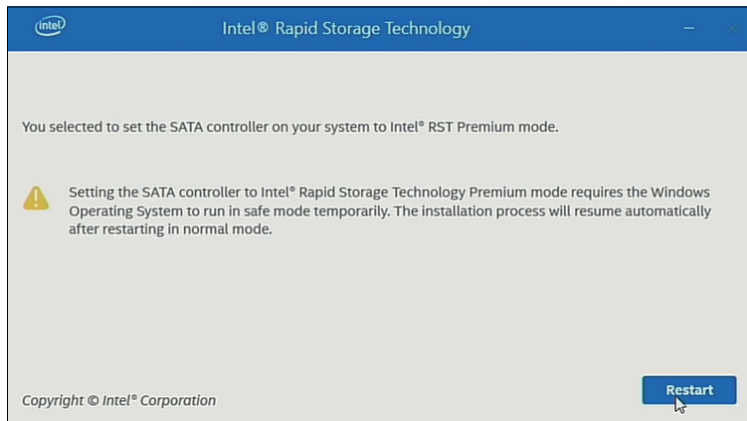 intel
Intel® Rapid Storage Technology
You selected to set the SATA controller on your system to Intel® RST Premium mode.
Setting the SATA controller to Intel® Rapid Storage Technology Premium mode requires the Windows
Operating System to run in safe mode temporarily. The installation process will resume automatically
after restarting in normal mode.
Restart
Copyright © Intel® Corporation